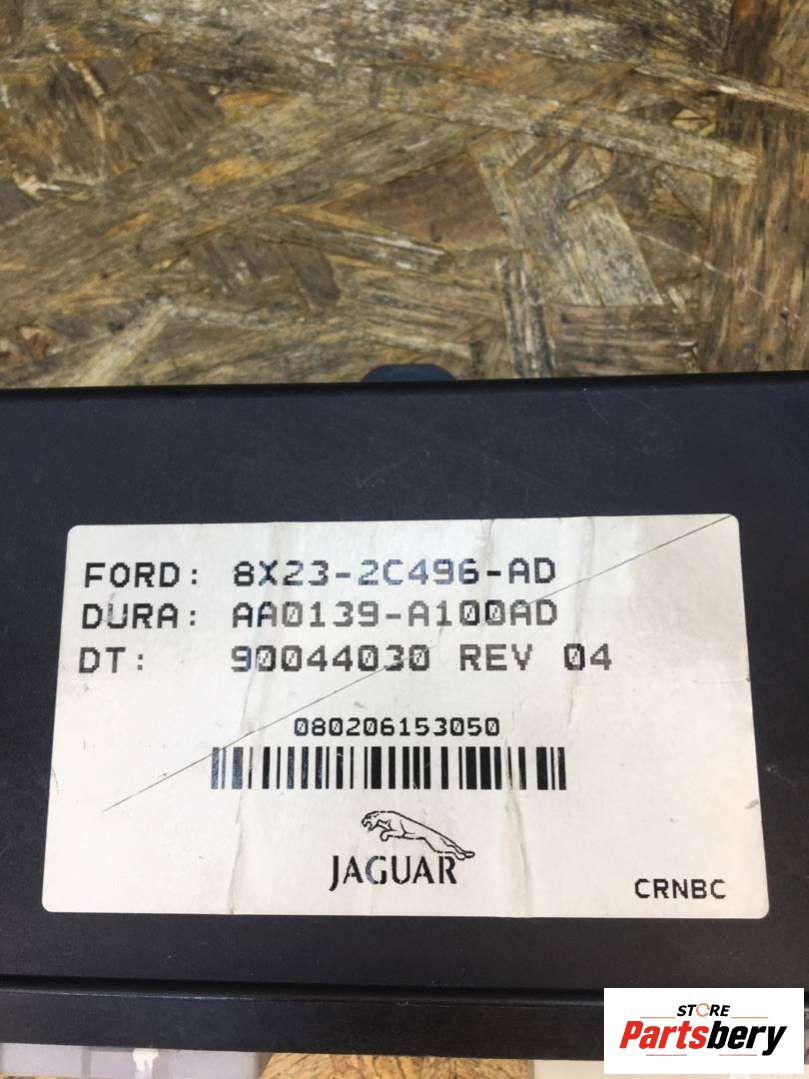 FORD: 8X23-2C496-AD
DURA: AA0139-A100AD
DT: 90044030 REV 04
080206153050
JAGUAR
CRNBC
STORE
Partsbery